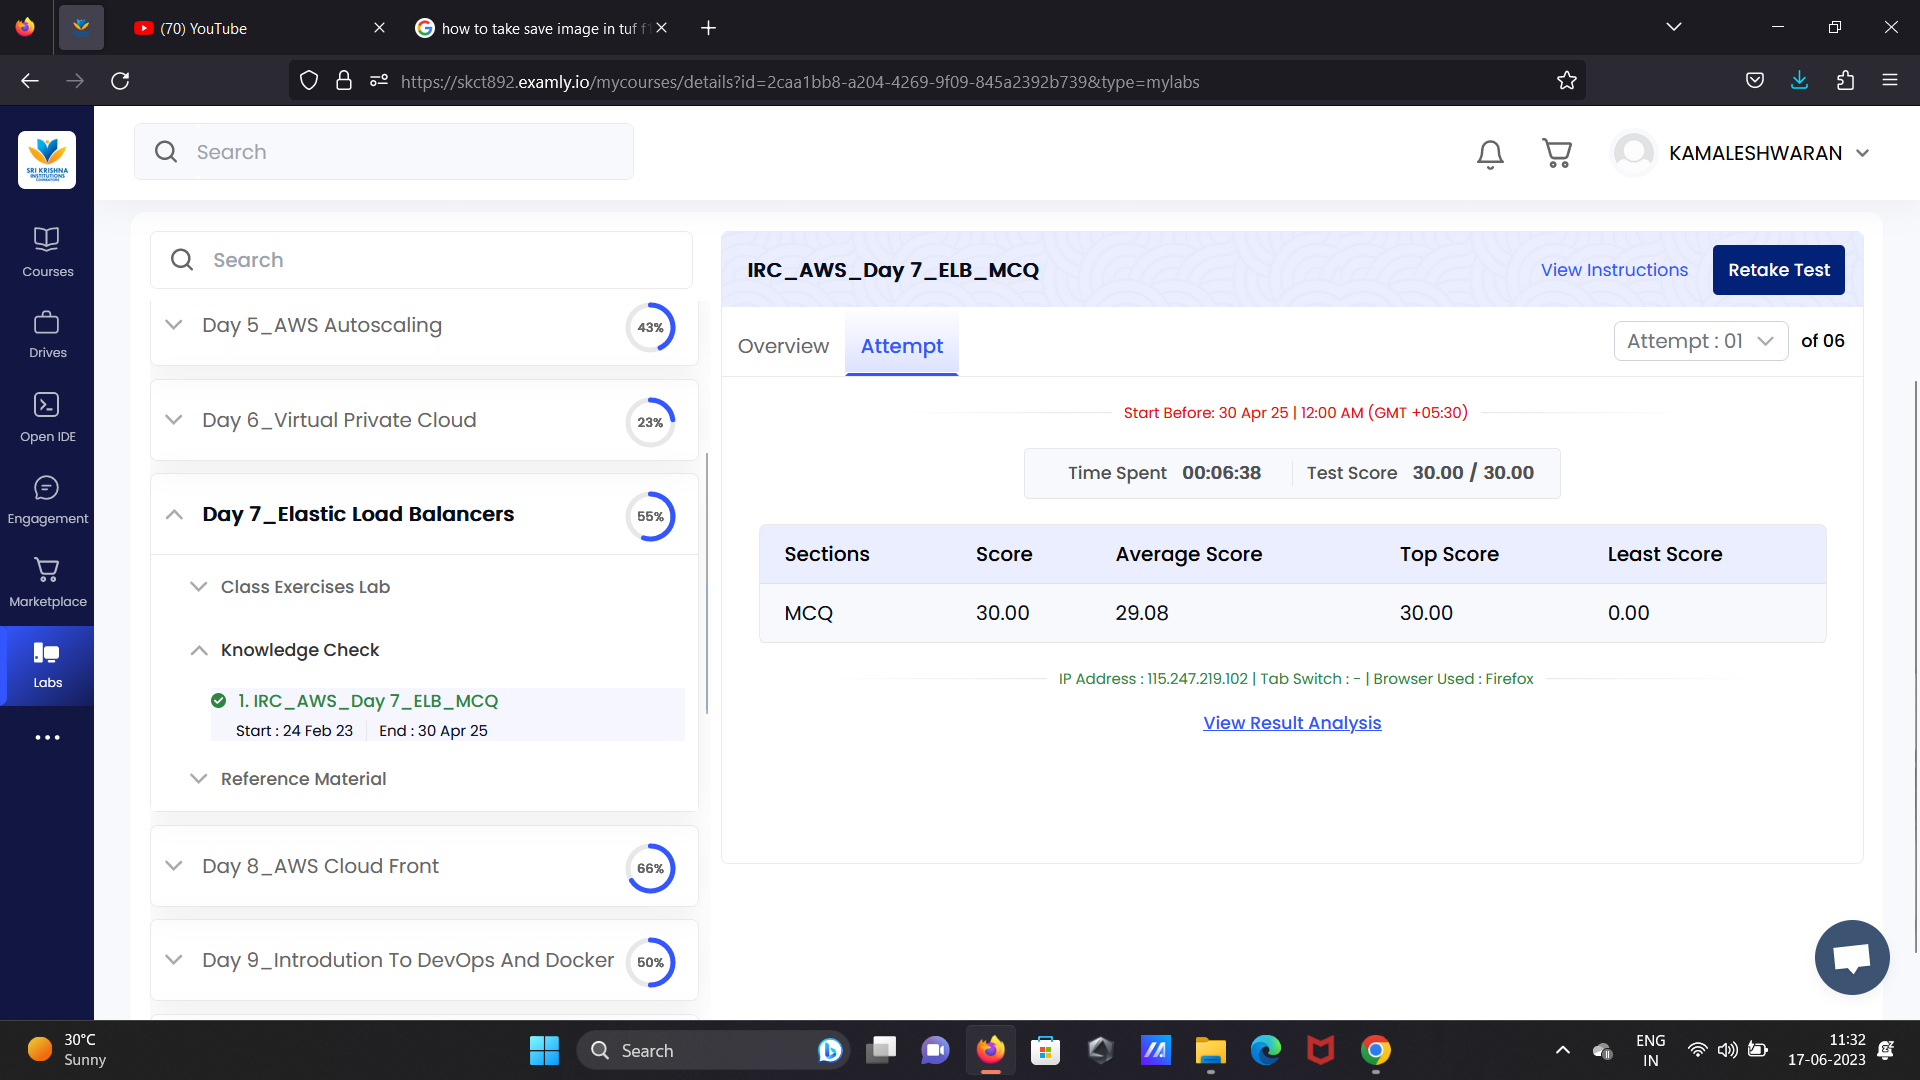 (70) YouTube
how to take save image in tuf f1
https://skct892.examly.io/mycourses/details?id=2caa1bb8-a204-4269-9f09-845a2392b739&type=mylabs
SRI KRISHNA
INSTITUTIONS
Search
KAMALESHWARAN
Courses
Drives
Open IDE
Engagement
Marketplace
Labs
Search
Day 5_AWS Autoscaling 43%
Day 6_Virtual Private Cloud 23%
Day 7_Elastic Load Balancers 55%
Class Exercises Lab
Knowledge Check
1. IRC_AWS_Day 7_ELB_MCQ
Start : 24 Feb 23 End : 30 Apr 25
Reference Material
Day 8_AWS Cloud Front 66%
Day 9_Introdution To DevOps And Docker 50%
IRC_AWS_Day 7_ELB_MCQ View Instructions Retake Test
Overview Attempt Attempt : 01 of 06
Start Before: 30 Apr 25 | 12:00 AM (GMT +05:30)
Time Spent 00:06:38 Test Score 30.00 / 30.00
Sections Score Average Score Top Score Least Score
MCQ 30.00 29.08 30.00 0.00
IP Address : 115.247.219.102 | Tab Switch : - | Browser Used : Firefox
View Result Analysis
30°C
Sunny
Search
ENG
IN
11:32
17-06-2023